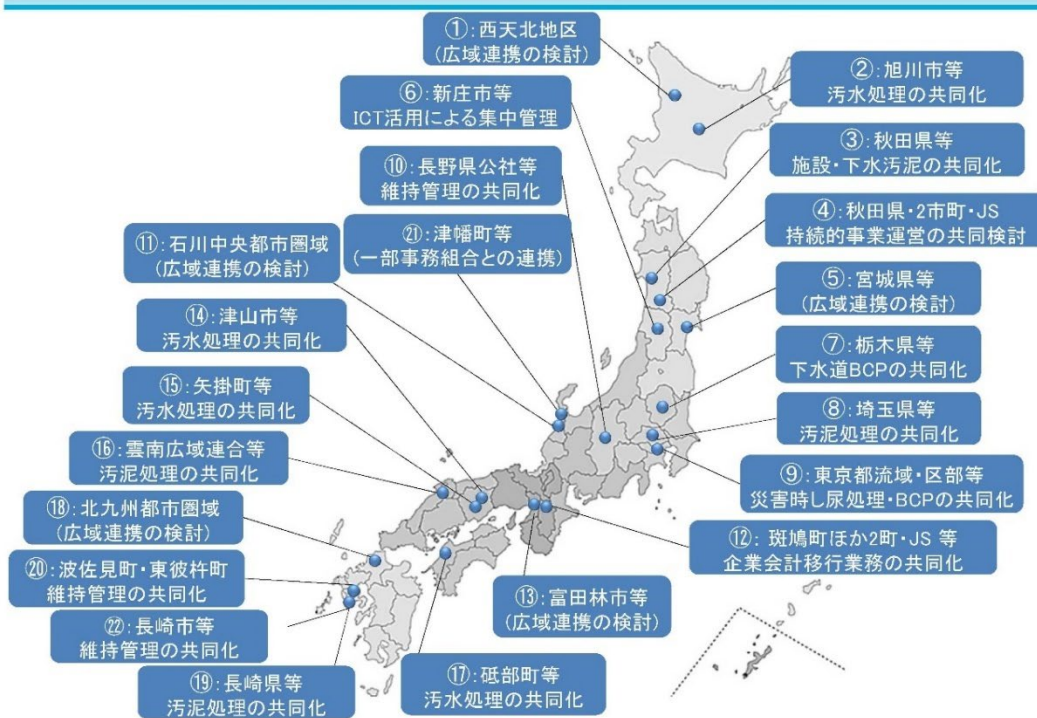 ①:西天北地区
(広域連携の検討)
②:旭川市等
汚水処理の共同化
⑥:新庄市等
ICT活用による集中管理
③:秋田県等
施設・下水汚泥の共同化
⑩:長野県公社等
維持管理の共同化
④:秋田県・2市町・JS
持続的事業運営の共同検討
⑪:石川中央都市圏域
(広域連携の検討)
㉑:津幡町等
(一部事務組合との連携)
⑤:宮城県等
(広域連携の検討)
⑭:津山市等
汚水処理の共同化
⑦:栃木県等
下水道BCPの共同化
⑮:矢掛町等
汚水処理の共同化
⑧:埼玉県等
汚泥処理の共同化
⑯:雲南広域連合等
汚泥処理の共同化
⑨:東京都流域・区部等
災害時し尿処理・BCPの共同化
⑱:北九州都市圏域
(広域連携の検討)
⑫:斑鳩町ほか2町・JS 等
企業会計移行業務の共同化
⑳:波佐見町・東彼杵町
維持管理の共同化
⑬:富田林市等
(広域連携の検討)
㉒:長崎市等
維持管理の共同化
⑲:長崎県等
汚泥処理の共同化
⑰:砥部町等
汚水処理の共同化